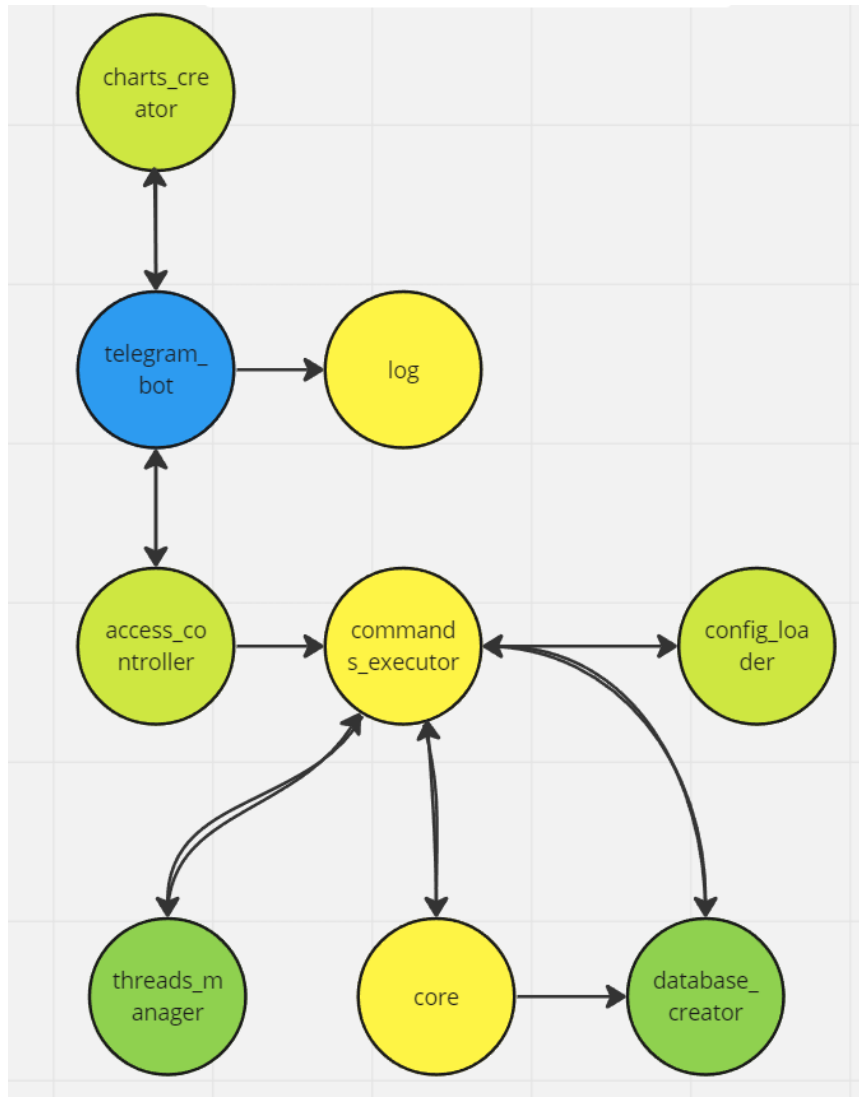 charts_cre
ator
telegram_
bot
log
access_co
ntroller
command
s_executor
config_loa
der
threads_m
anager
core
database_
creator